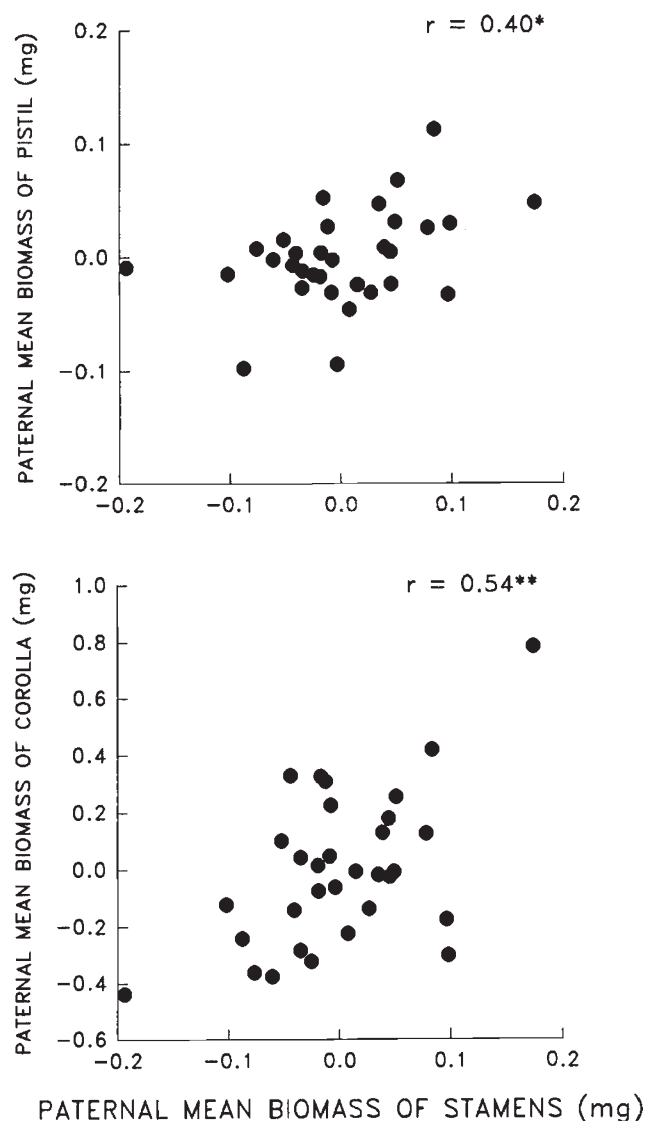 r = 0.40*
PATERNAL MEAN BIOMASS OF PISTIL (mg)
0.2
0.1
0.0
−0.1
−0.2
−0.2 −0.1 0.0 0.1 0.2
r = 0.54**
PATERNAL MEAN BIOMASS OF COROLLA (mg)
1.0
0.8
0.6
0.4
0.2
0.0
−0.2
−0.4
−0.6
−0.2 −0.1 0.0 0.1 0.2
PATERNAL MEAN BIOMASS OF STAMENS (mg)